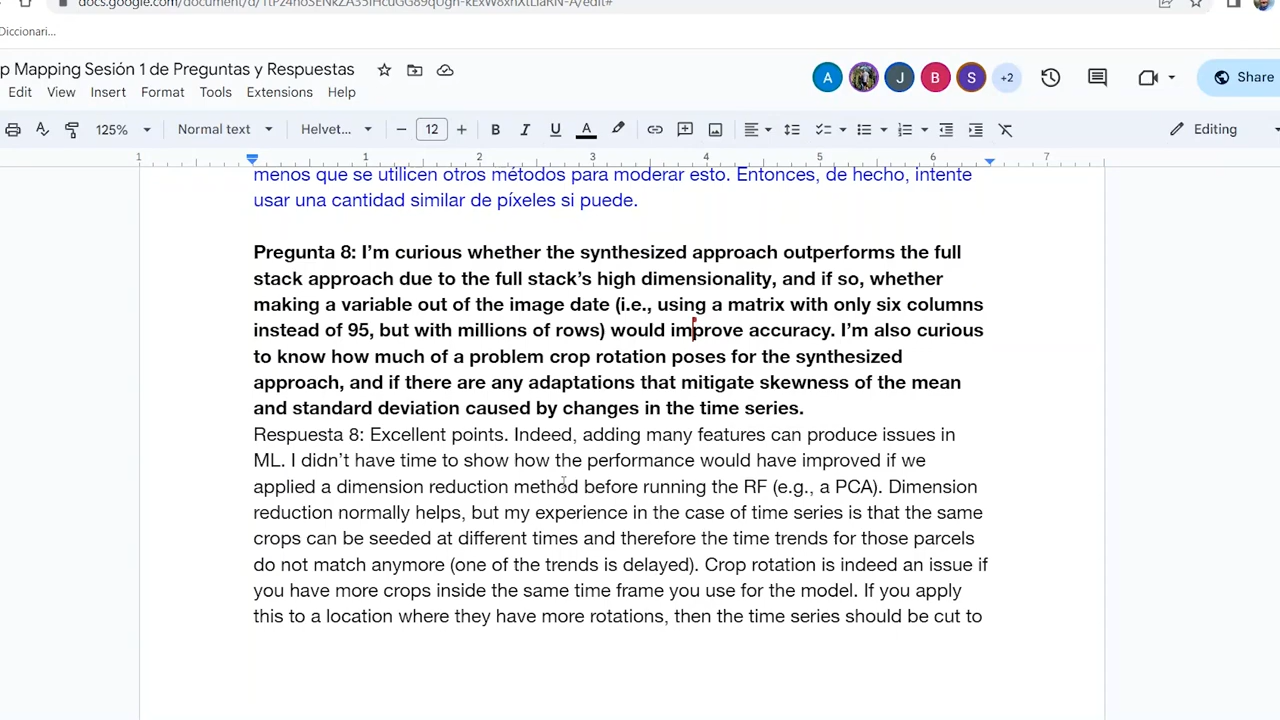 Diccionari...
p Mapping Sesión 1 de Preguntas y Respuestas
A J B S +2 Share
Edit View Insert Format Tools Extensions Help
125% Normal text Helvet... 12 B I U A Editing
1 1 2 3 4 5 6 7
menos que se utilicen otros métodos para moderar esto. Entonces, de hecho, intente
usar una cantidad similar de píxeles si puede.
Pregunta 8: I'm curious whether the synthesized approach outperforms the full
stack approach due to the full stack's high dimensionality, and if so, whether
making a variable out of the image date (i.e., using a matrix with only six columns
instead of 95, but with millions of rows) would improve accuracy. I'm also curious
to know how much of a problem crop rotation poses for the synthesized
approach, and if there are any adaptations that mitigate skewness of the mean
and standard deviation caused by changes in the time series.
Respuesta 8: Excellent points. Indeed, adding many features can produce issues in
ML. I didn't have time to show how the performance would have improved if we
applied a dimension reduction method before running the RF (e.g., a PCA). Dimension
reduction normally helps, but my experience in the case of time series is that the same
crops can be seeded at different times and therefore the time trends for those parcels
do not match anymore (one of the trends is delayed). Crop rotation is indeed an issue if
you have more crops inside the same time frame you use for the model. If you apply
this to a location where they have more rotations, then the time series should be cut to